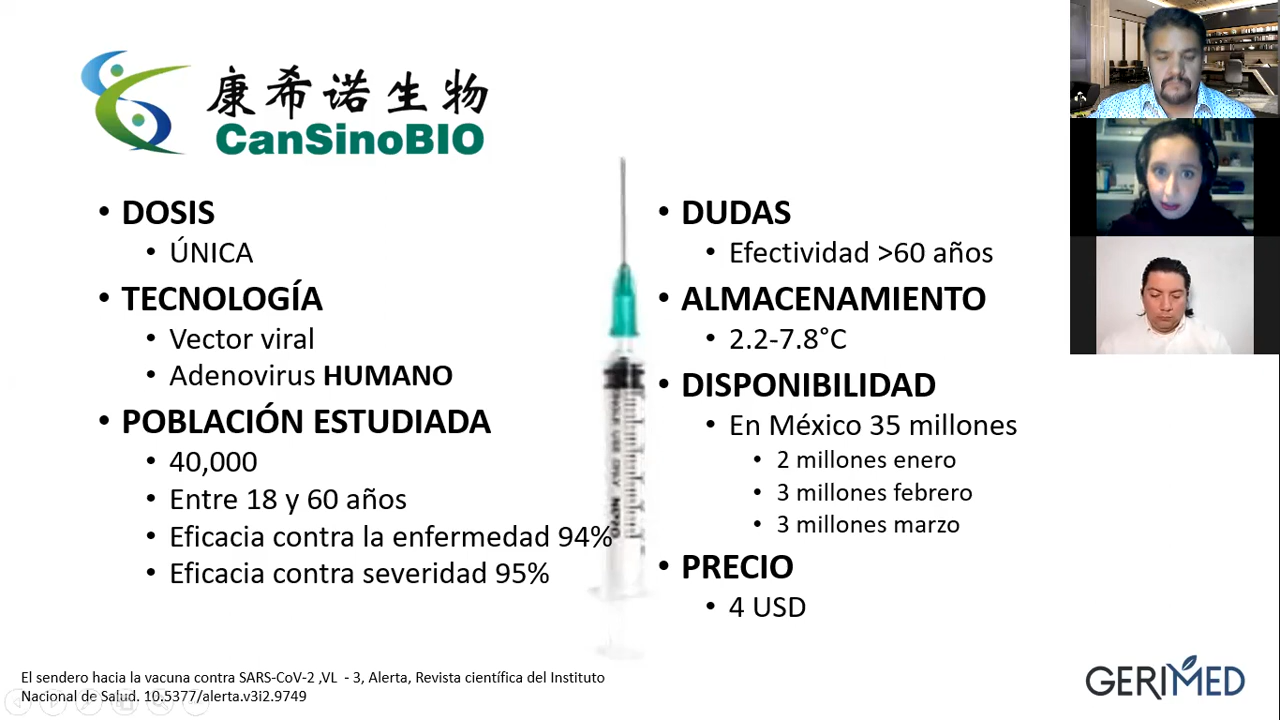 康希诺生物
CanSinoBIO
• DOSIS
• ÚNICA
• TECNOLOGÍA
• Vector viral
• Adenovirus HUMANO
• POBLACIÓN ESTUDIADA
• 40,000
• Entre 18 y 60 años
• Eficacia contra la enfermedad 94%
• Eficacia contra severidad 95%
• DUDAS
• Efectividad >60 años
• ALMACENAMIENTO
• 2.2-7.8°C
• DISPONIBILIDAD
• En México 35 millones
• 2 millones enero
• 3 millones febrero
• 3 millones marzo
• PRECIO
• 4 USD
El sendero hacia la vacuna contra SARS-CoV-2 ,VL - 3, Alerta, Revista científica del Instituto
Nacional de Salud. 10.5377/alerta.v3i2.9749
GERIMED